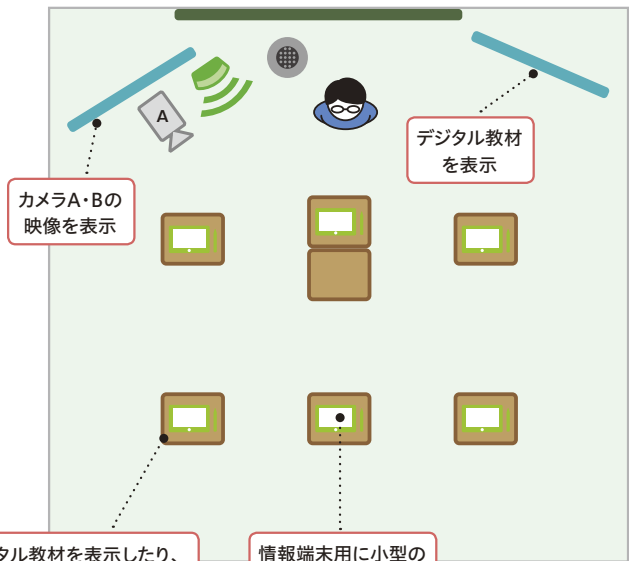 A
デジタル教材
を表示
カメラA・Bの
映像を表示
タル教材を表示したり、
情報端末用に小型の